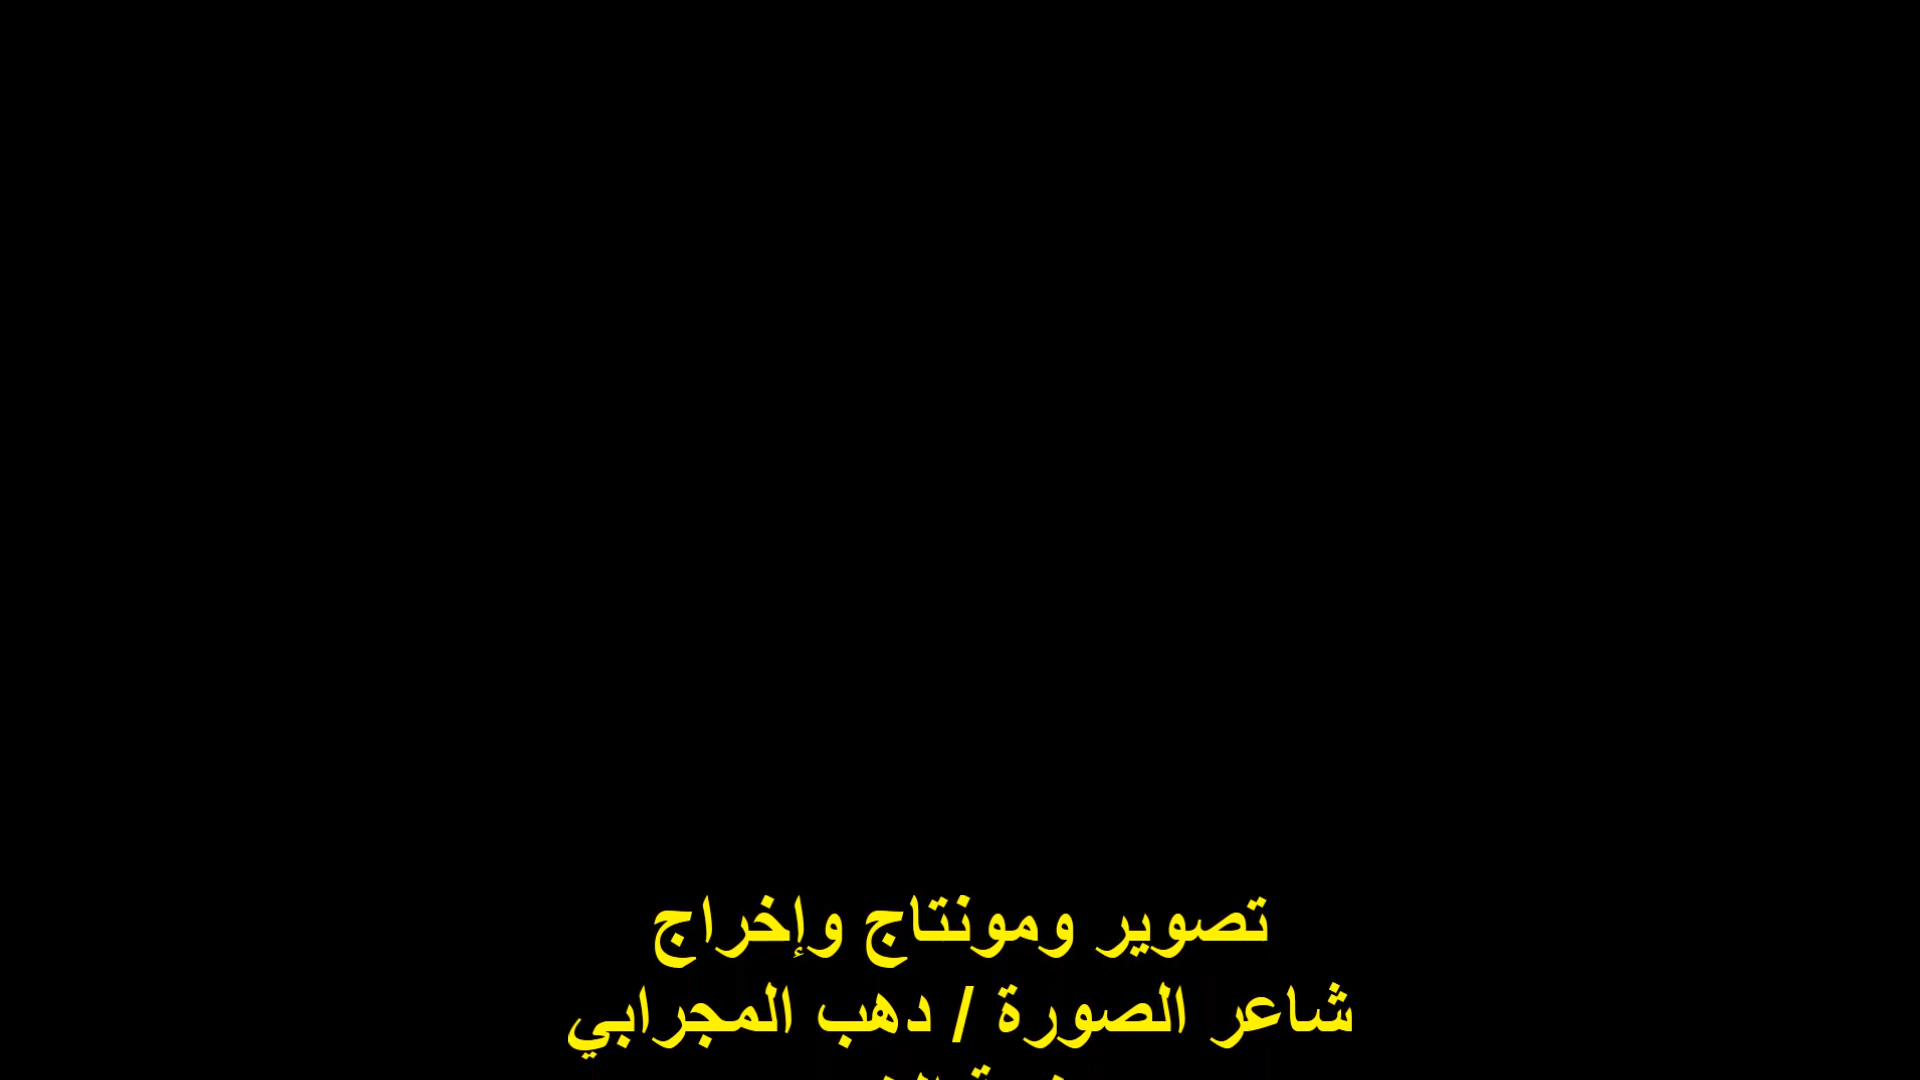 تصوير ومونتاج وإخراج
شاعر الصورة / دهب المجرابي